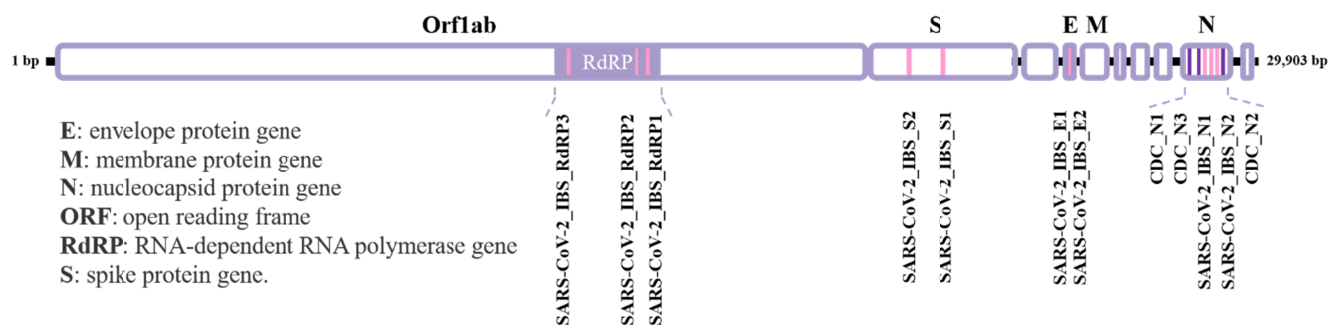 Orf1ab S E M N
1 bp RdRP 29,903 bp
E: envelope protein gene
M: membrane protein gene
N: nucleocapsid protein gene
ORF: open reading frame
RdRP: RNA-dependent RNA polymerase gene
S: spike protein gene.
SARS-CoV-2_IBS_RdRP3
SARS-CoV-2_IBS_RdRP2
SARS-CoV-2_IBS_RdRP1
SARS-CoV-2_IBS_S2
SARS-CoV-2_IBS_S1
SARS-CoV-2_IBS_E1
SARS-CoV-2_IBS_E2
CDC_N1
CDC_N3
SARS-CoV-2_IBS_N1
SARS-CoV-2_IBS_N2
CDC_N2